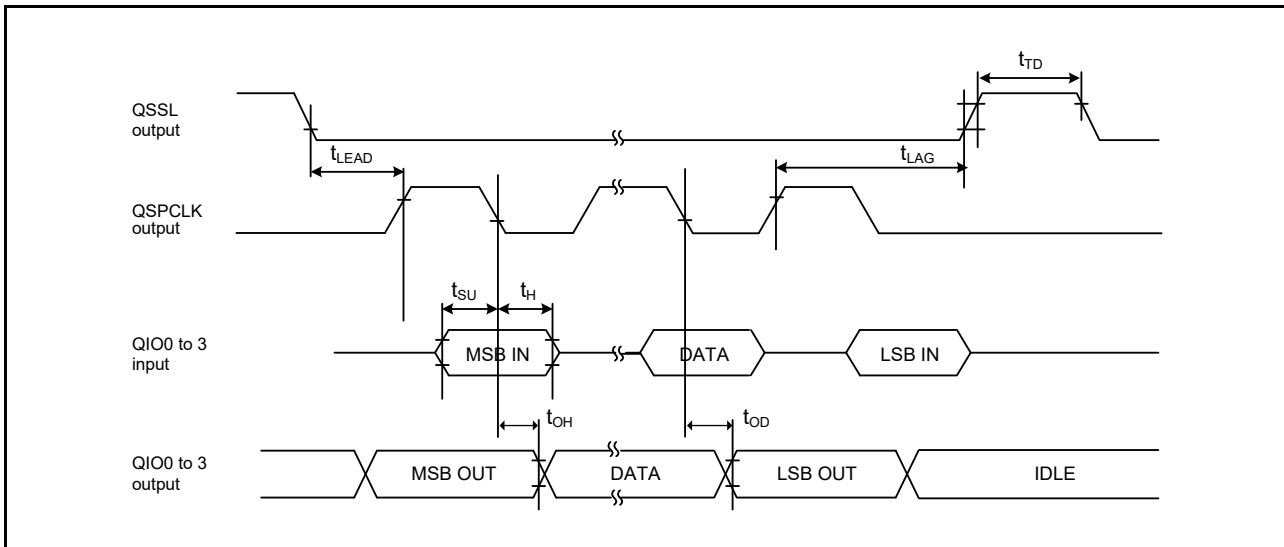 tTD
QSSL
output
tLEAD
tLAG
QSPCLK
output
tSU
tH
QIO0 to 3
input
MSB IN
DATA
LSB IN
tOH
tOD
QIO0 to 3
output
MSB OUT
DATA
LSB OUT
IDLE